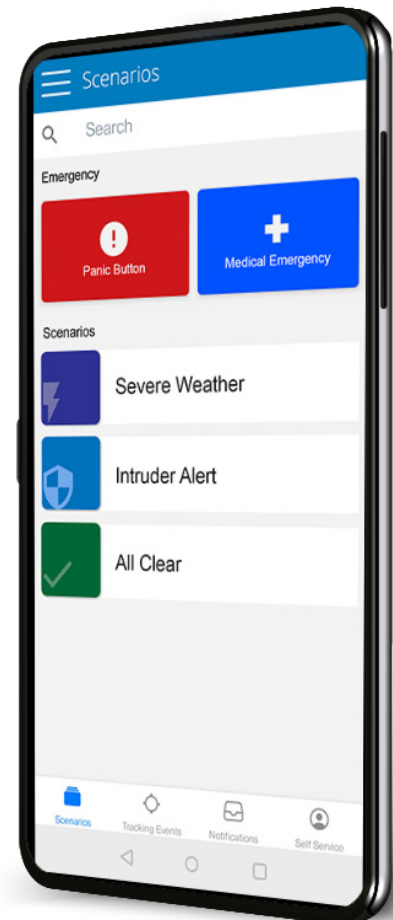 Scenarios
Search
Emergency
Panic Button
Medical Emergency
Scenarios
Severe Weather
Intruder Alert
All Clear
Scenarios
Tracking Events
Notifications
Self Service